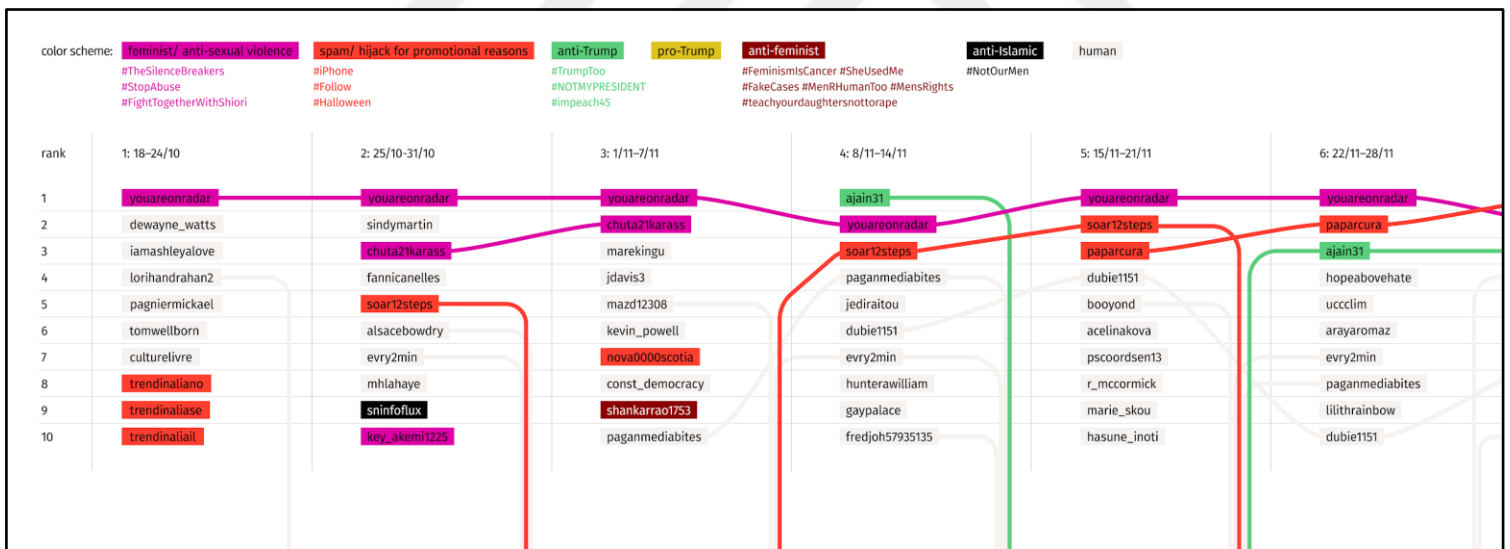 color scheme: feminist/ anti-sexual violence spam/ hijack for promotional reasons anti-Trump pro-Trump anti-feminist anti-Islamic human
#TheSilenceBreakers #iPhone #TrumpToo #FeminismIsCancer #SheUsedMe #NotOurMen
#StopAbuse #Follow #NOTMYPRESIDENT #FakeCases #MenRHumanToo #MensRights
#FightTogetherWithShiori #Halloween #impeach45 #teachyourdaughtersnottorape
rank 1: 18–24/10 2: 25/10-31/10 3: 1/11–7/11 4: 8/11–14/11 5: 15/11–21/11 6: 22/11–28/11
1 youareonradar youareonradar youareonradar ajain31 youareonradar youareonradar
2 dewayne_watts sindymartin chuta21karass youareonradar soar12steps paparcura
3 iamashleyalove chuta21karass marekingu soar12steps paparcura ajain31
4 lorihandrahan2 fannicanelles jdavis3 paganmediabites dubie1151 hopeabovehate
5 pagniermickael soar12steps mazd12308 jediraitou booyond uccclim
6 tomwellborn alsacebowdry kevin_powell dubie1151 acelinakova arayaromaz
7 culturelivre evry2min nova0000scotia evry2min pscoordsen13 evry2min
8 trendinaliano mhlahaye const_democracy hunterawilliam r_mccormick paganmediabites
9 trendinaliase sninfoflux shankarrao1753 gaypalace marie_skou lilithrainbow
10 trendinaliail key_akemi1225 paganmediabites fredjoh57935135 hasune_inoti dubie1151